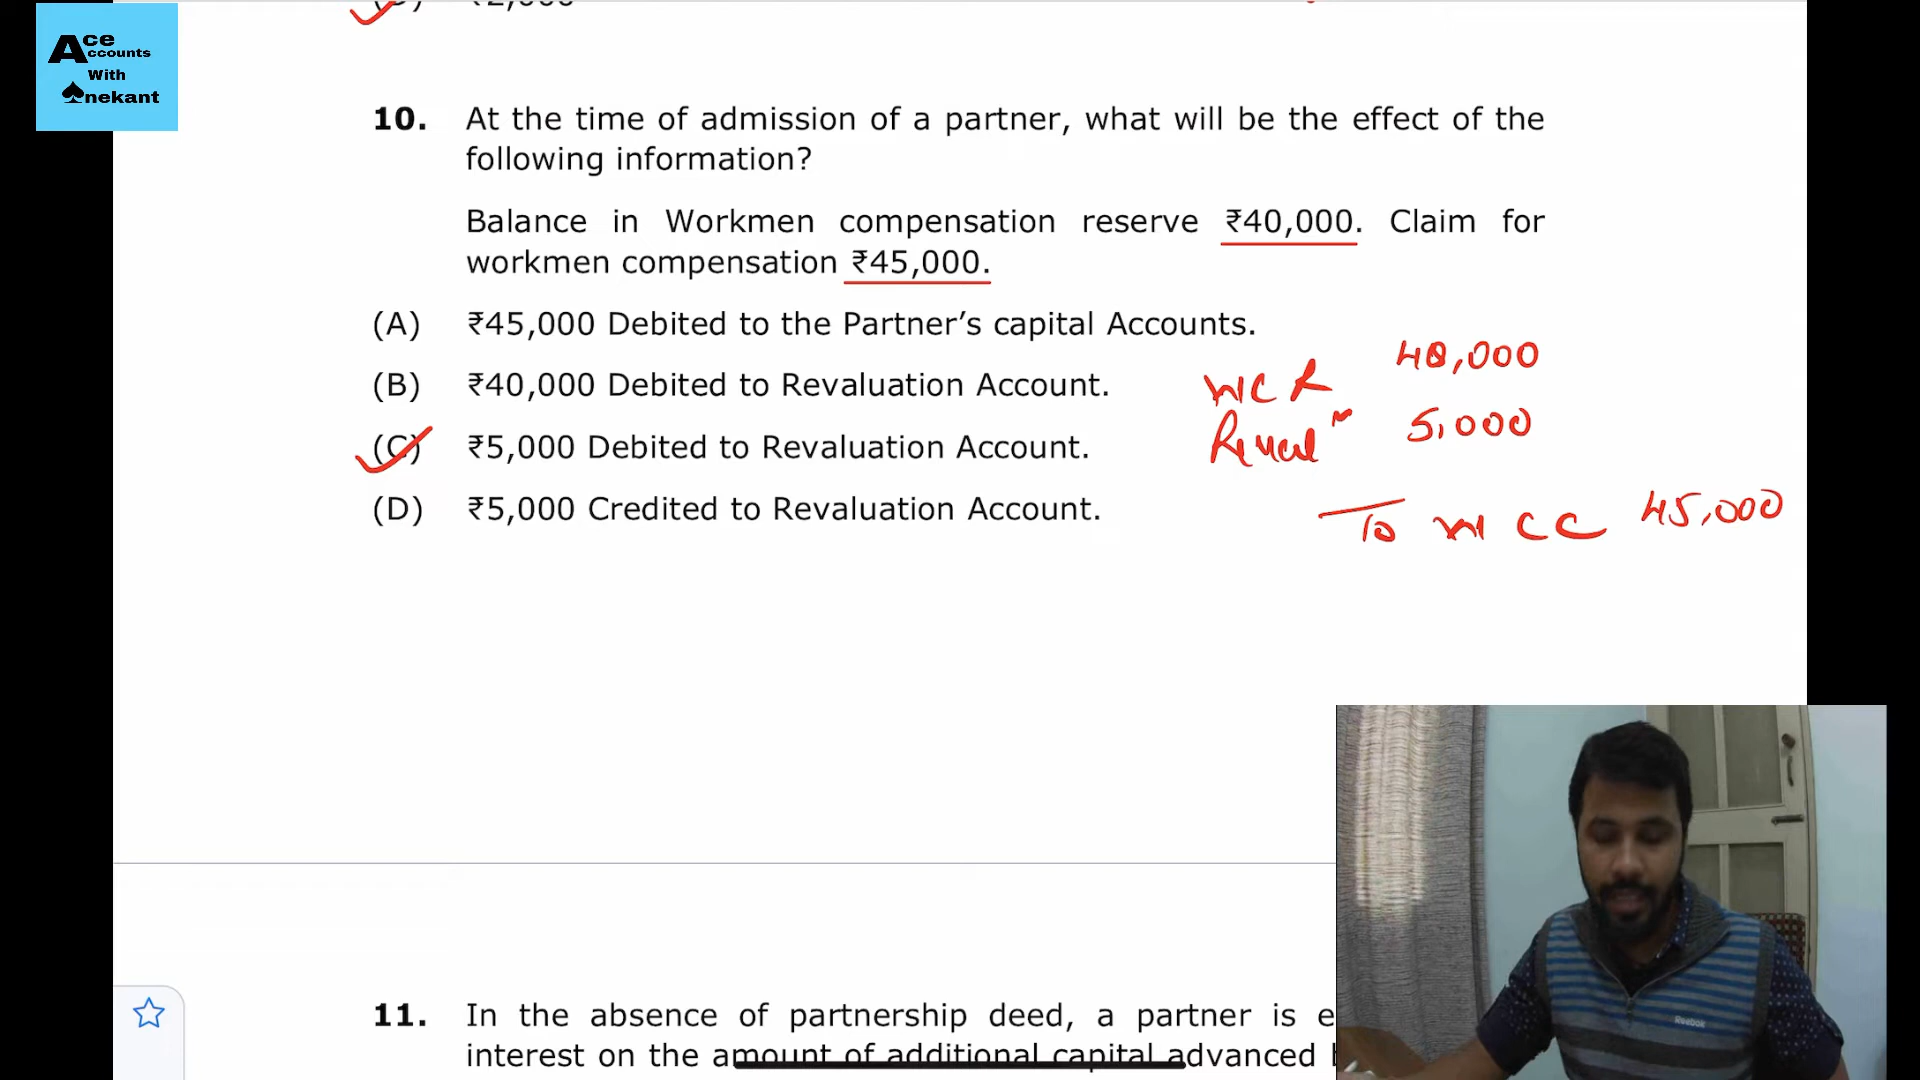 Ace
Accounts
With
Anekant
10. At the time of admission of a partner, what will be the effect of the
following information?
Balance in Workmen compensation reserve ₹40,000. Claim for
workmen compensation ₹45,000.
(A) ₹45,000 Debited to the Partner’s capital Accounts.
(B) ₹40,000 Debited to Revaluation Account.
(C) ₹5,000 Debited to Revaluation Account.
(D) ₹5,000 Credited to Revaluation Account.
WCR 40,000
5,000
To WCC 45,000
11. In the absence of partnership deed, a partner is
interest on the amount of additional capital advanced
Reebok